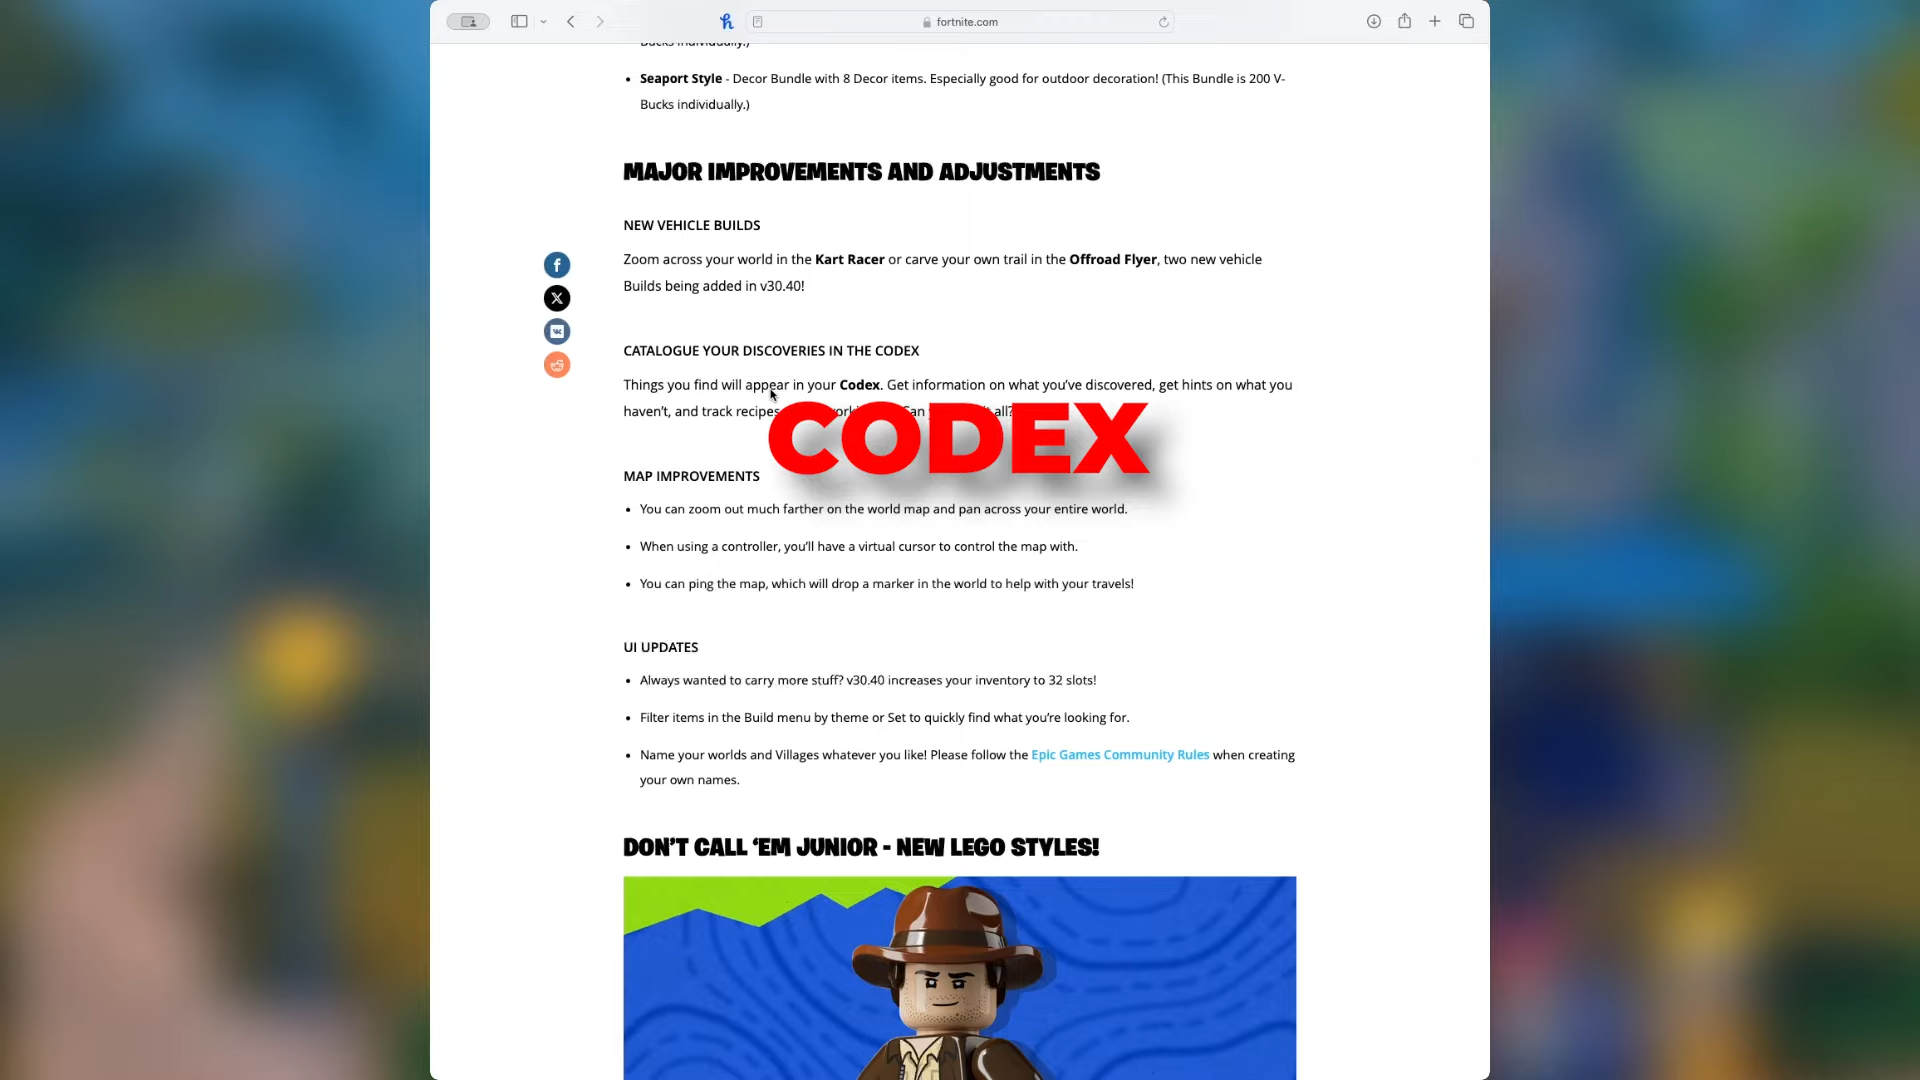 fortnite.com
Bucks individually.)
Seaport Style - Decor Bundle with 8 Decor items. Especially good for outdoor decoration! (This Bundle is 200 V-
Bucks individually.)
MAJOR IMPROVEMENTS AND ADJUSTMENTS
NEW VEHICLE BUILDS
Zoom across your world in the Kart Racer or carve your own trail in the Offroad Flyer, two new vehicle
Builds being added in v30.40!
CATALOGUE YOUR DISCOVERIES IN THE CODEX
Things you find will appear in your Codex. Get information on what you've discovered, get hints on what you
haven't, and track recipes all?
CODEX
MAP IMPROVEMENTS
You can zoom out much farther on the world map and pan across your entire world.
When using a controller, you'll have a virtual cursor to control the map with.
You can ping the map, which will drop a marker in the world to help with your travels!
UI UPDATES
Always wanted to carry more stuff? v30.40 increases your inventory to 32 slots!
Filter items in the Build menu by theme or Set to quickly find what you're looking for.
Name your worlds and Villages whatever you like! Please follow the Epic Games Community Rules when creating
your own names.
DON'T CALL 'EM JUNIOR - NEW LEGO STYLES!